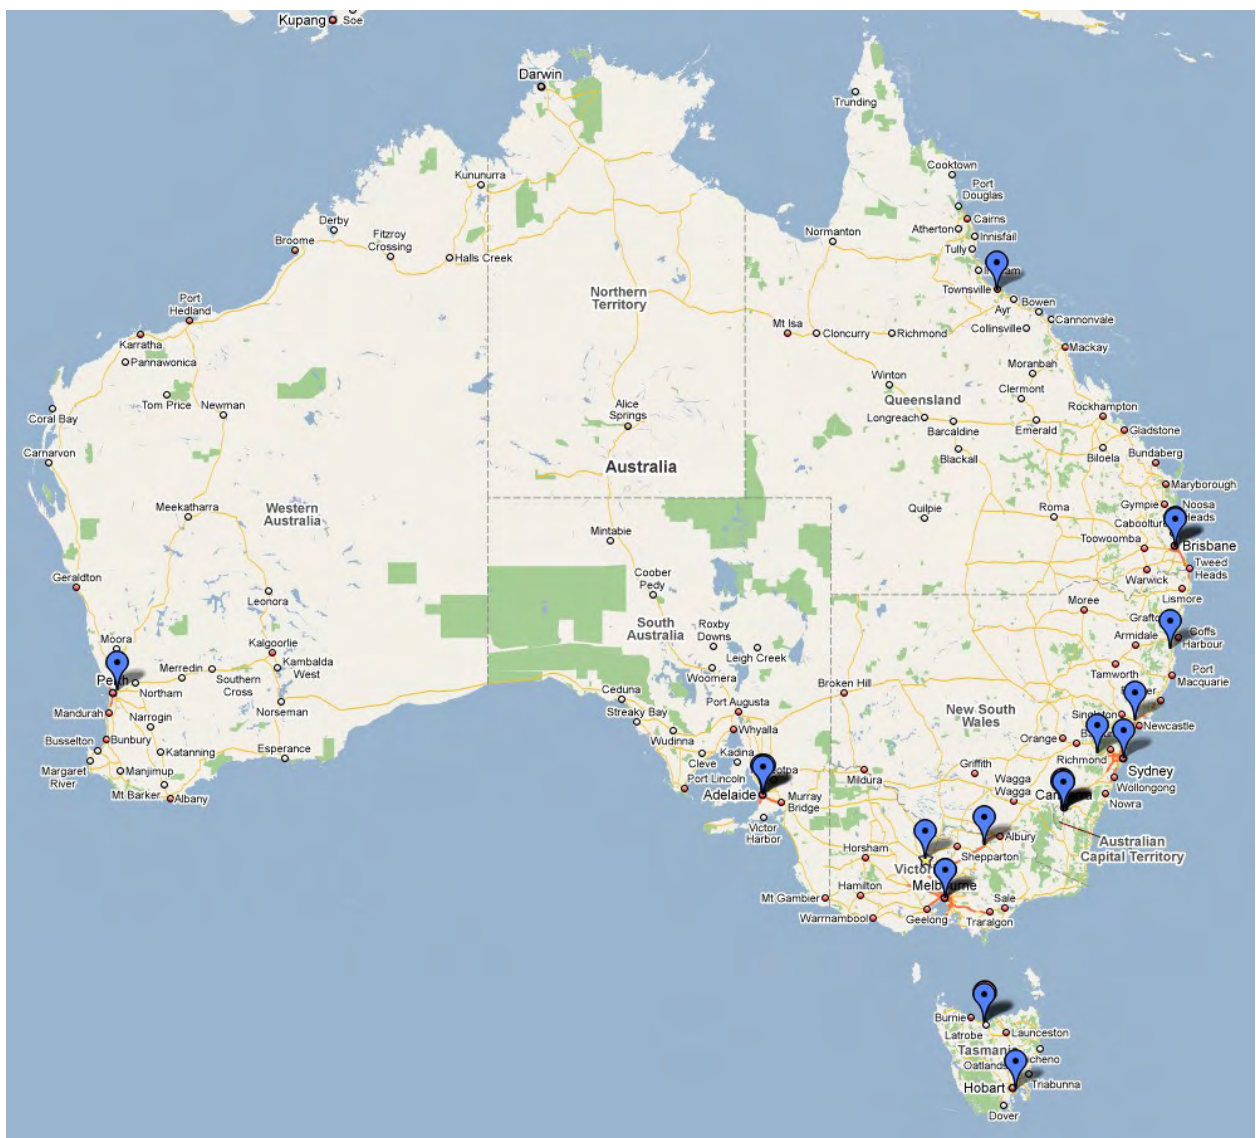 Kupang
Soe
Darwin
Trunding
Cooktown
Port
Douglas
Kununurra
Cairns
Derby
Atherton
Innisfail
Fitzroy
Crossing
Normanton
Broome
Tully
Halls Creek
Northern
Territory
Townsville
Port
Hedland
Bowen
Ayr
Cannonvale
Mt Isa
Cloncurry
Richmond
Collinsville
Karratha
Mackay
Pannawonica
Moranbah
Winton
Clermont
Tom Price
Newman
Alice
Springs
Queensland
Rockhampton
Coral Bay
Longreach
Barcaldine
Emerald
Gladstone
Carnarvon
Australia
Blackall
Biloela
Bundaberg
Maryborough
Meekatharra
Western
Australia
Quilpie
Roma
Gympie
Noosa
Heads
Mintabie
Caboolture
Toowoomba
Brisbane
Geraldton
Coober
Pedy
Warwick
Tweed
Heads
Leonora
Moree
Lismore
South
Australia
Roxby
Downs
Grafton
Moora
Kalgoorlie
Armidale
Coffs
Harbour
Leigh Creek
Merredin
Kambalda
West
Woomera
Tamworth
Port
Macquarie
Perth
Southern
Cross
Northam
Ceduna
Broken Hill
Port Augusta
Mandurah
Norseman
Streaky Bay
New South
Wales
Singleton
Narrogin
Whyalla
Newcastle
Busselton
Bunbury
Katanning
Esperance
Wudinna
Kadina
Orange
Cleve
Richmond
Margaret
River
Manjimup
Griffith
Sydney
Port Lincoln
Mildura
Wagga
Wagga
Wollongong
Mt Barker
Albany
Adelaide
Murray
Bridge
Canberra
Nowra
Victor
Harbor
Albury
Australian
Capital Territory
Horsham
Shepparton
Victoria
Hamilton
Melbourne
Mt Gambier
Sale
Warrnambool
Geelong
Traralgon
Burnie
Latrobe
Launceston
Tasmania
Oatlands
Hobart
Triabunna
Dover